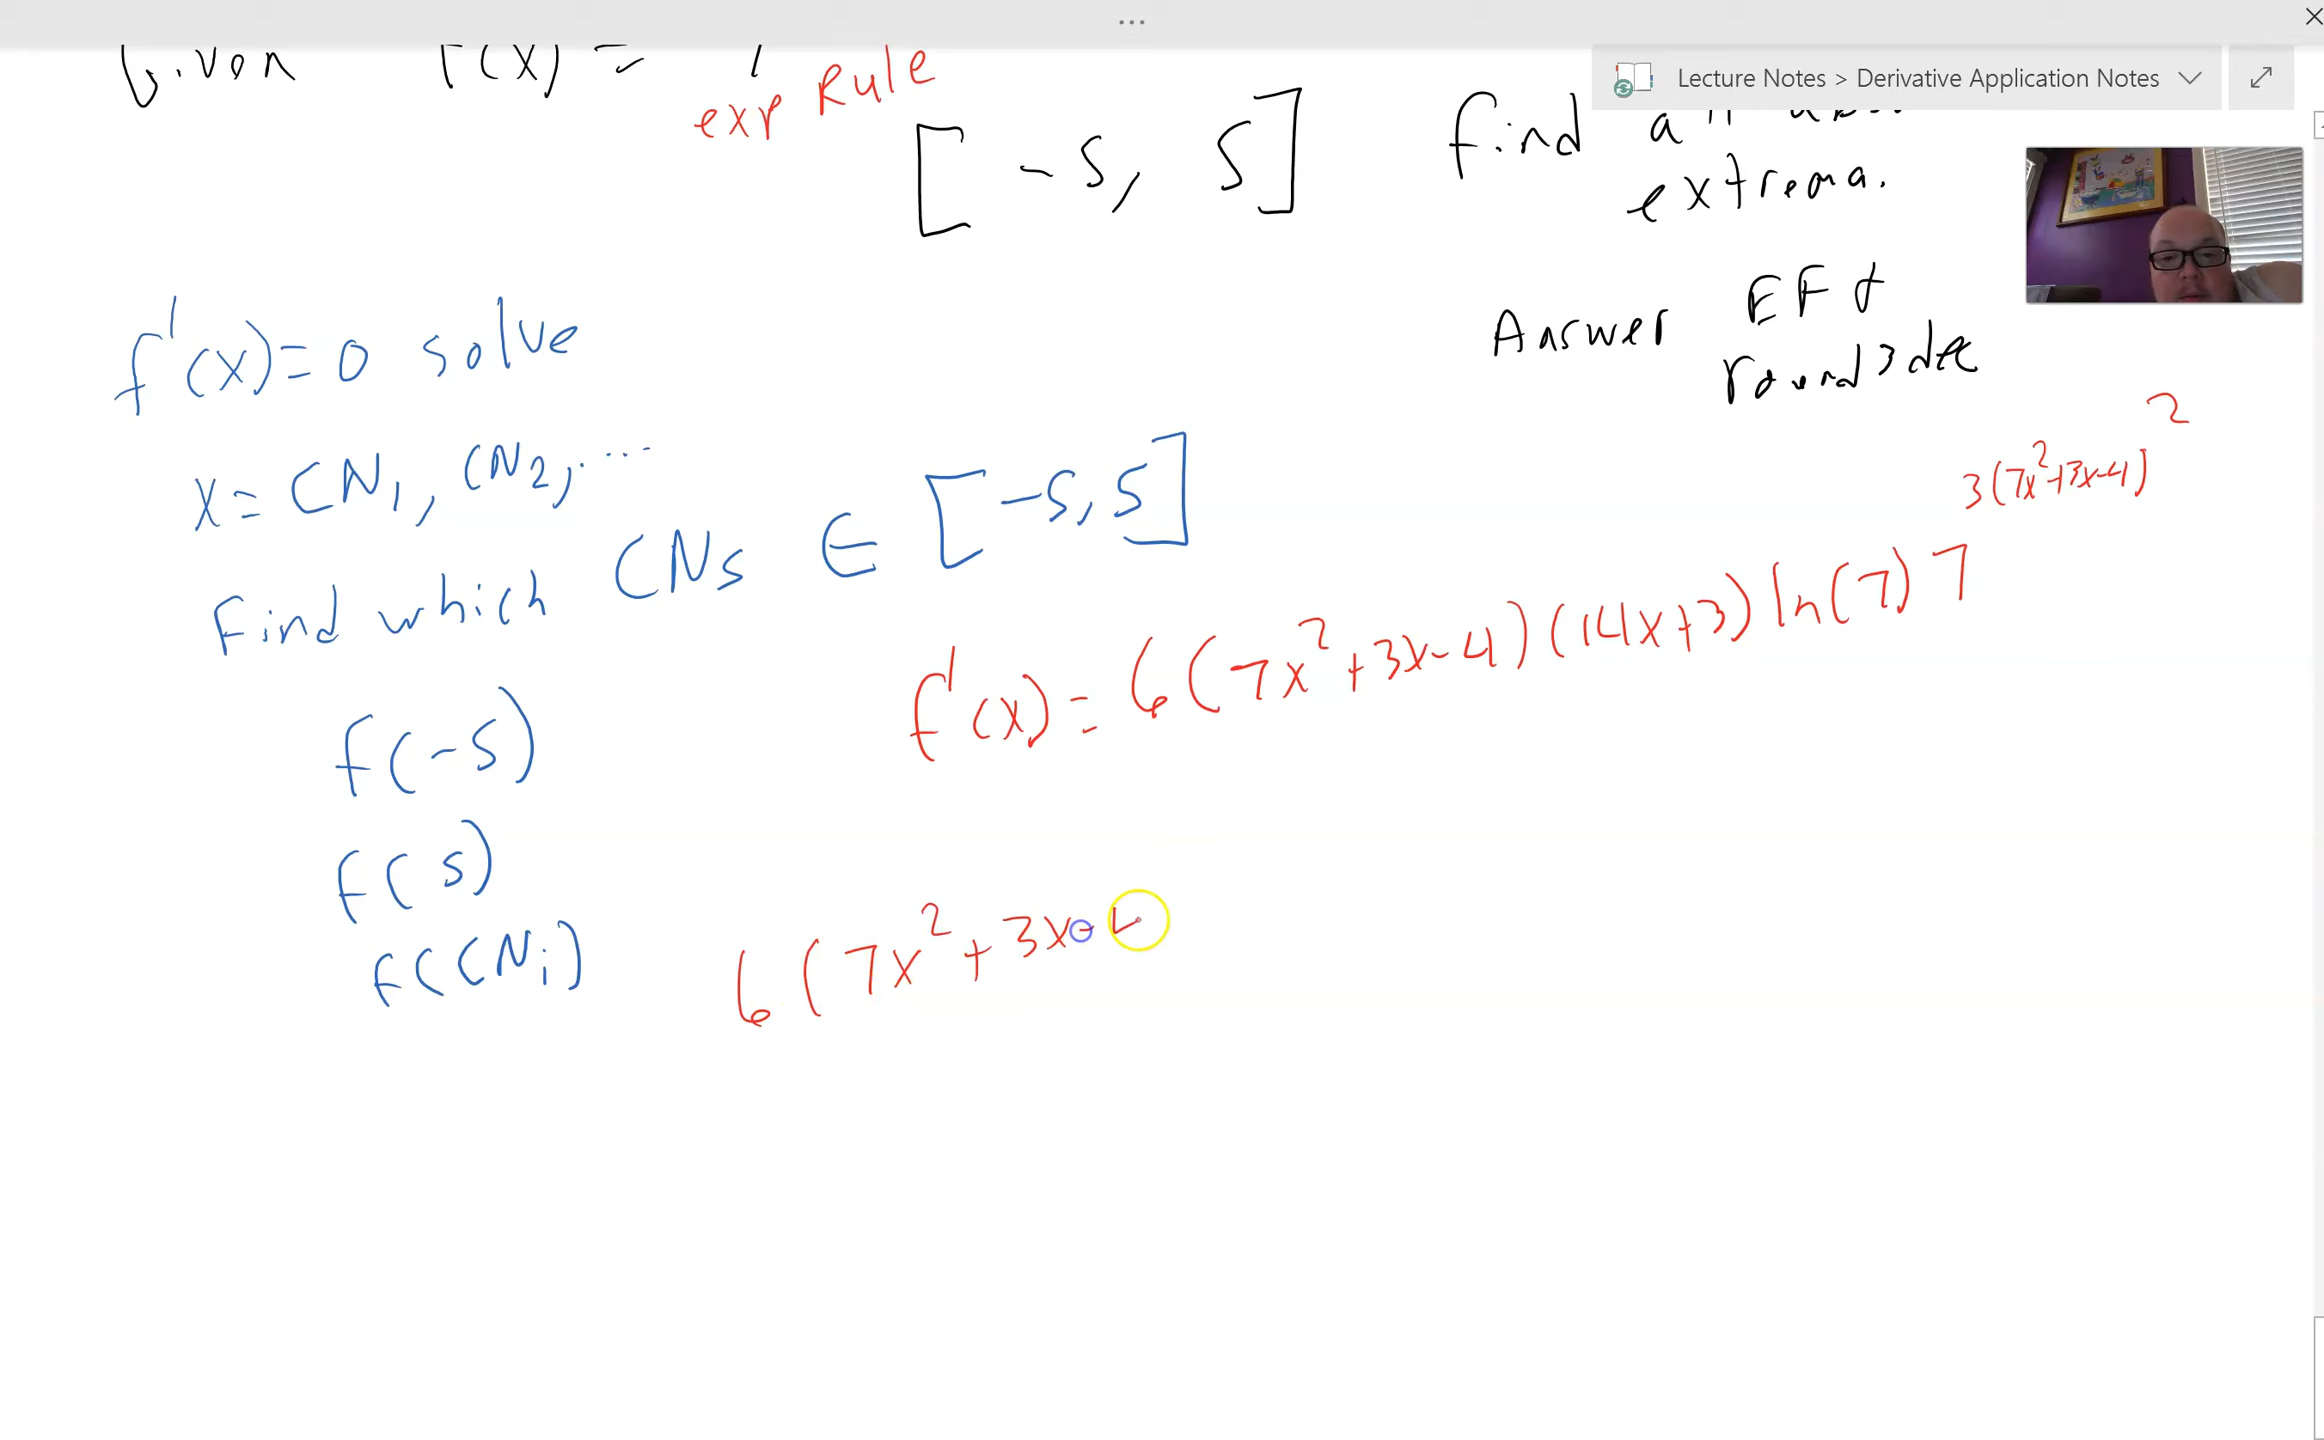 Given f(x) = 7
exp Rule
Lecture Notes > Derivative Application Notes
[-5, 5] find all
extrema.
Answer EF &
round 3 dec
f'(x)=0 solve
x= CN1, CN2, ...
Find which CNs ∈ [-5, 5]
3(7x²+3x-4)²
f'(x)= 6(7x²+3x-4)(14x+3) ln(7) 7
f(-5)
f(5)
f(CNi)
6(7x²+3x-